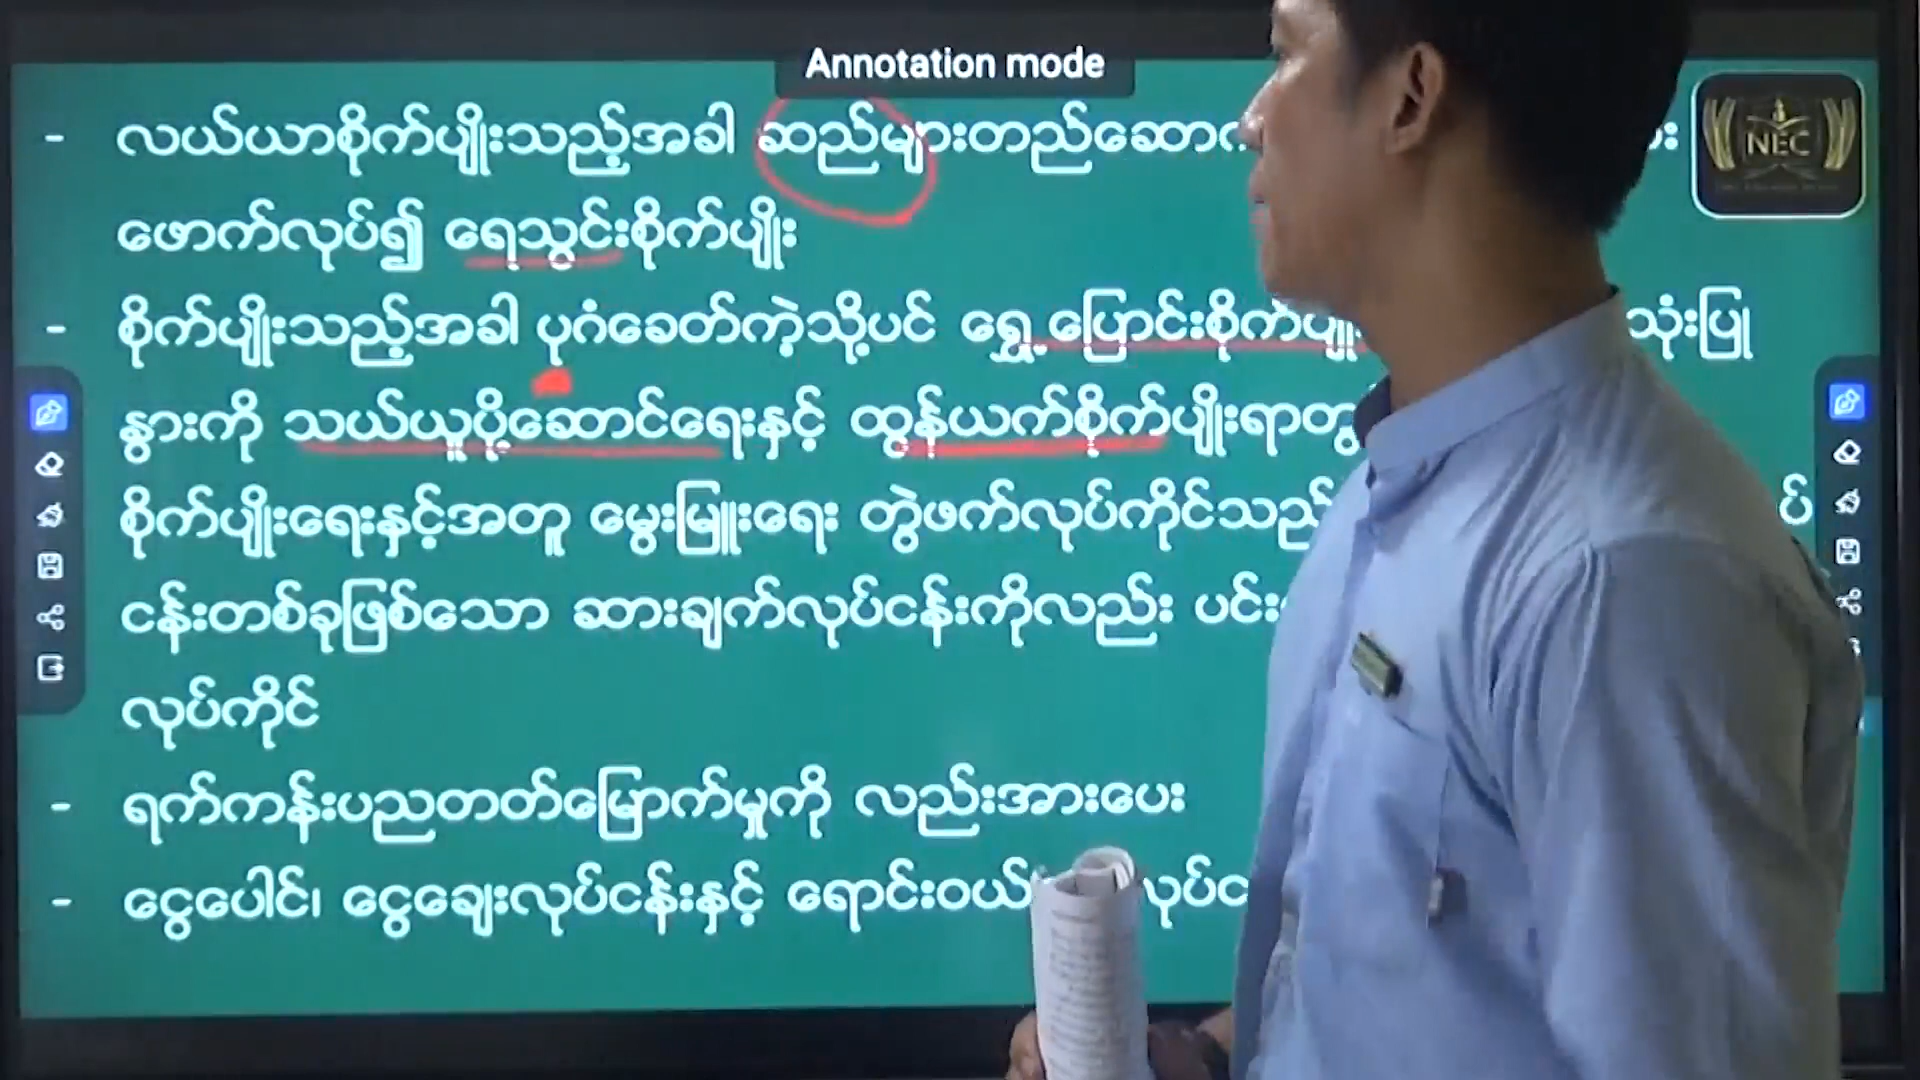 Annotation mode
- လယ်ယာစိုက်ပျိုးသည့်အခါ ဆည်များတည်ဆောက
NEC
ဖောက်လုပ်၍ ရေသွင်းစိုက်ပျိုး
- စိုက်ပျိုးသည့်အခါ ပုဂံခေတ်ကဲ့သို့ပင် ရွှေ့ပြောင်းစိုက်ပျိုး သုံးပြု
နွားကို သယ်ယူပို့ဆောင်ရေးနှင့် ထွန်ယက်စိုက်ပျိုးရာတွ
စိုက်ပျိုးရေးနှင့်အတူ မွေးမြူရေး တွဲဖက်လုပ်ကိုင်သည် ပ်
ငန်းတစ်ခုဖြစ်သော ဆားချက်လုပ်ငန်းကိုလည်း ပင်း
လုပ်ကိုင်
- ရက်ကန်းပညာတတ်မြောက်မှုကို လည်းအားပေး
- ငွေပေါင်၊ ငွေချေးလုပ်ငန်းနှင့် ရောင်းဝယ် လုပ်င